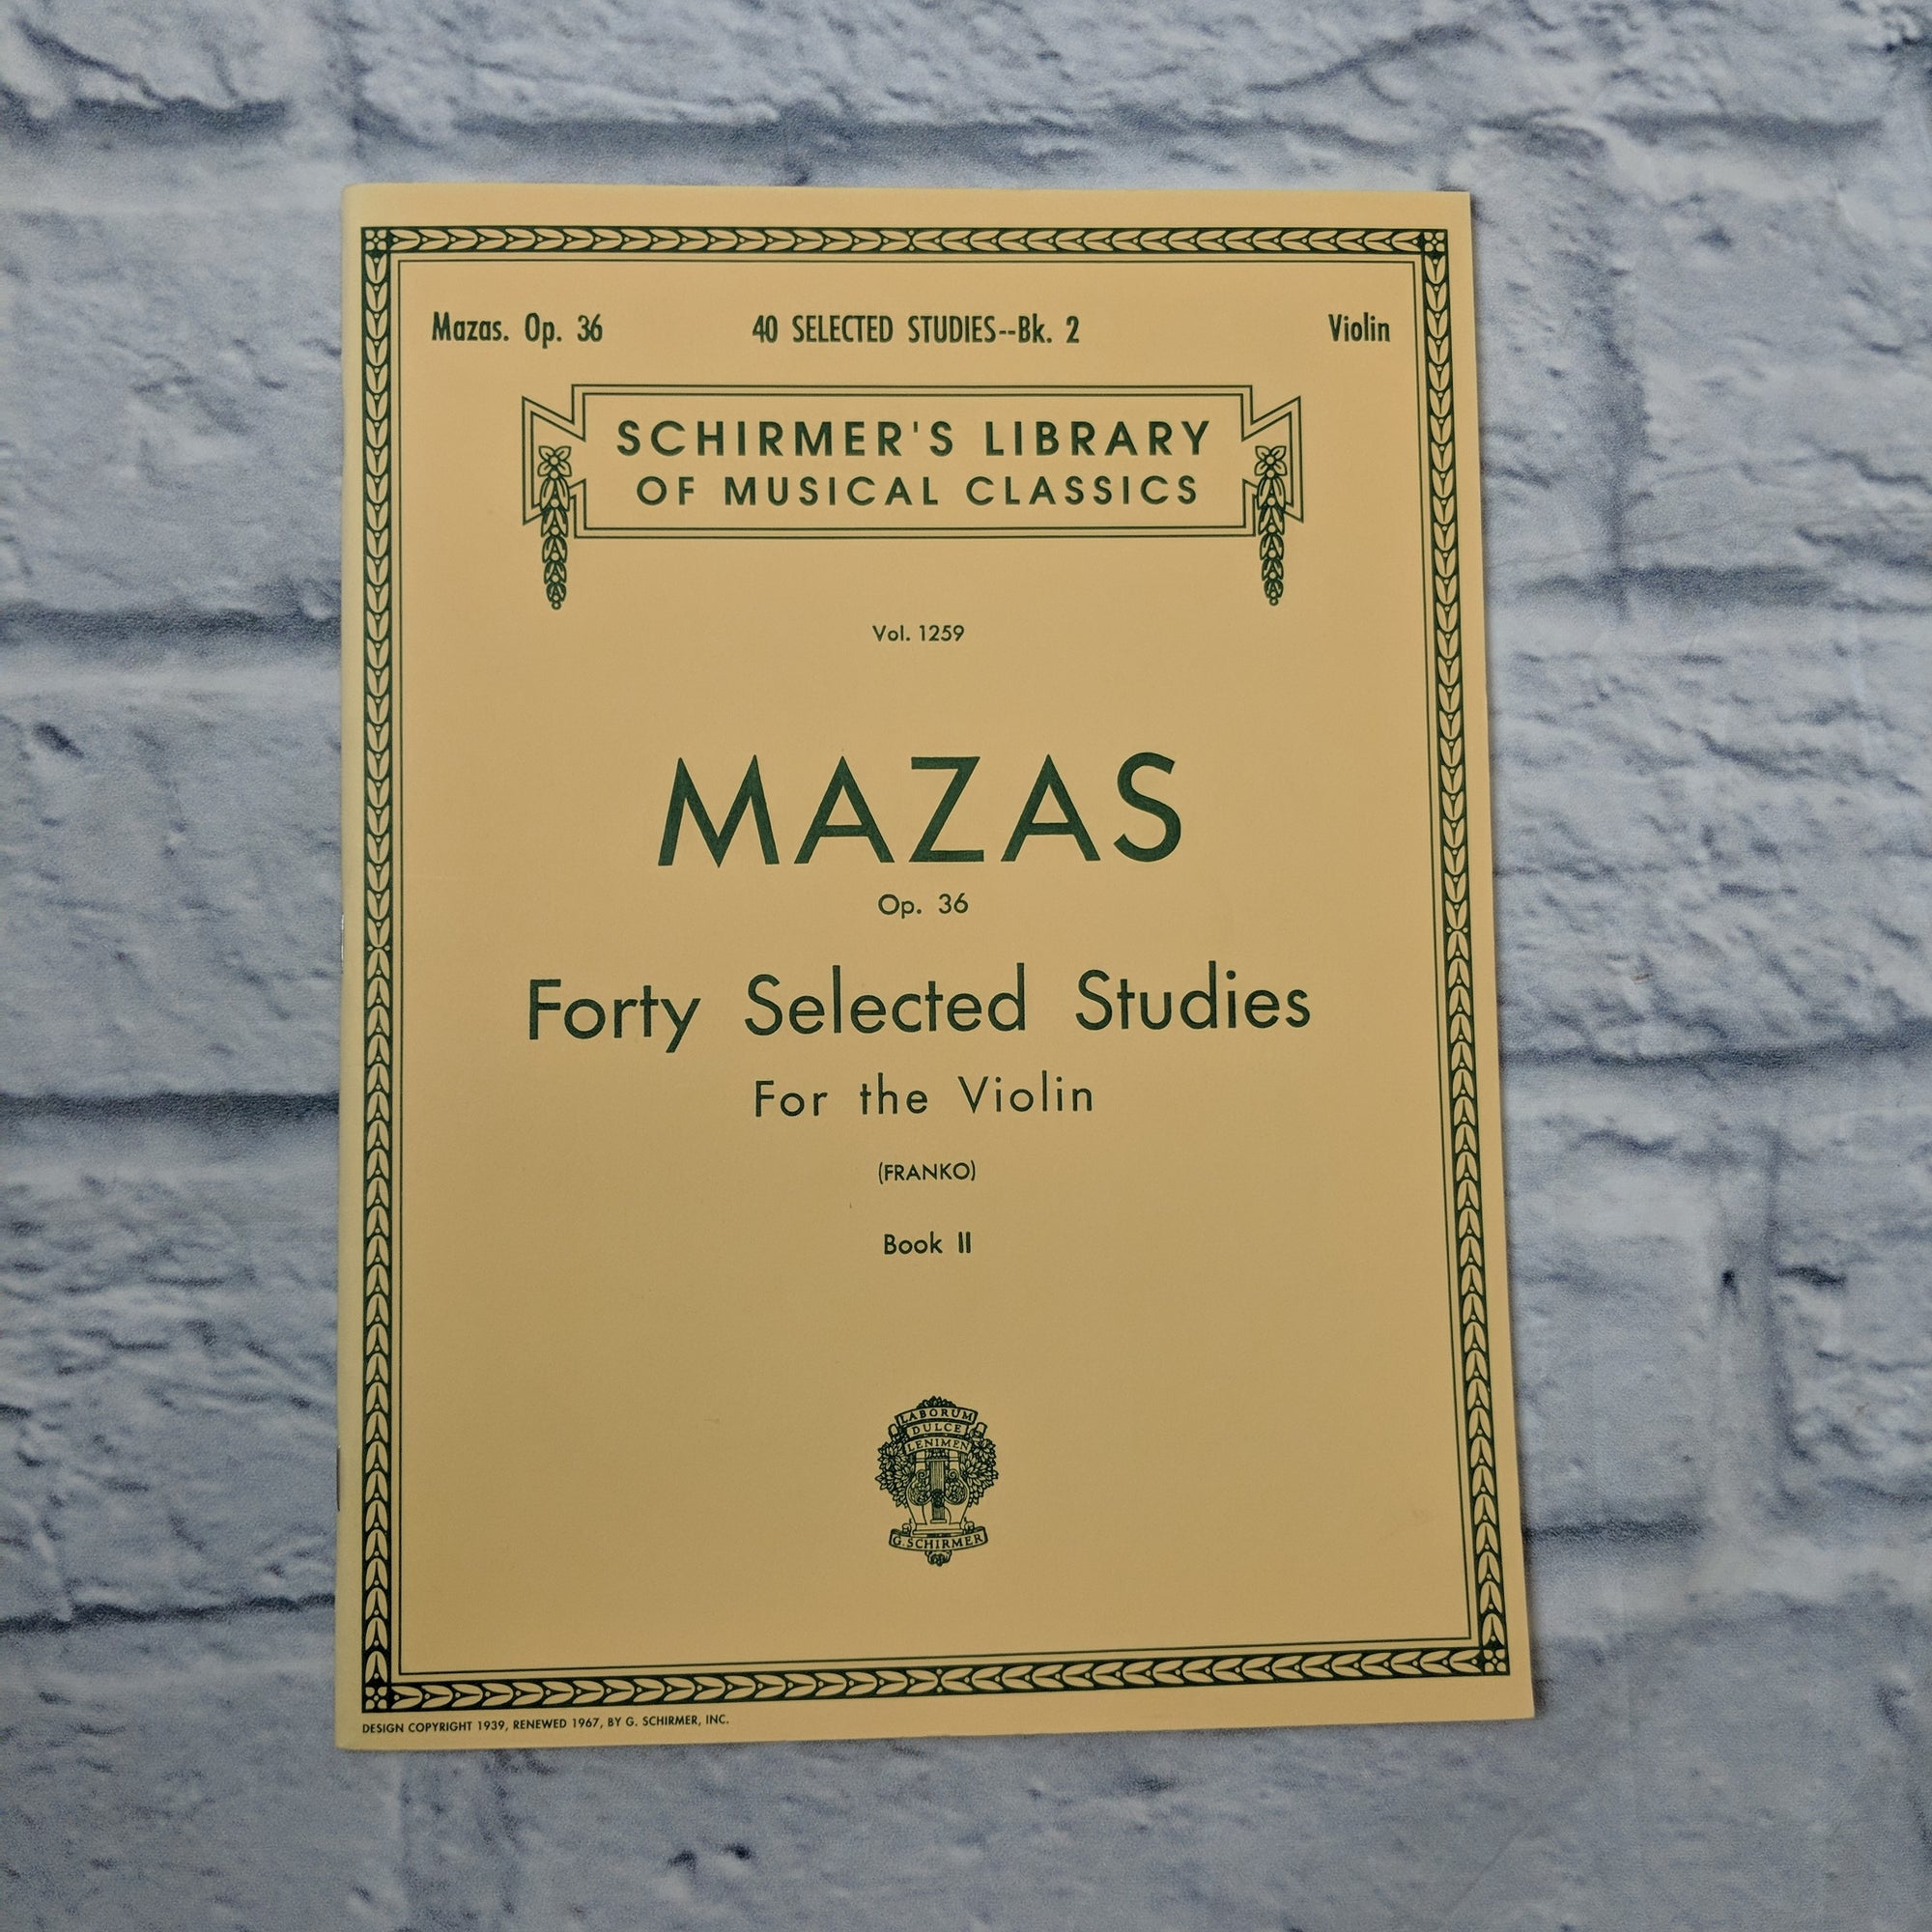 Mazas. Op. 36 40 SELECTED STUDIES--Bk. 2 Violin
SCHIRMER'S LIBRARY
OF MUSICAL CLASSICS
Vol. 1259
MAZAS
Op. 36
Forty Selected Studies
For the Violin
(FRANKO)
Book II
LABORUM
DULCE
LENIMEN
G. SCHIRMER
DESIGN COPYRIGHT 1939, RENEWED 1967, BY G. SCHIRMER, INC.